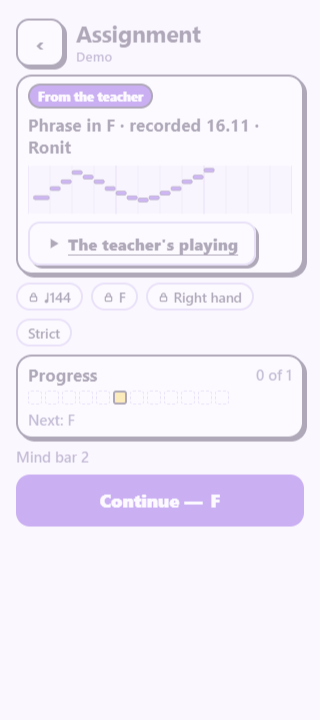 Assignment
Demo
From the teacher
Phrase in F · recorded 16.11 ·
Ronit
The teacher's playing
♩144
F
Right hand
Strict
Progress
0 of 1
Next: F
Mind bar 2
Continue — F